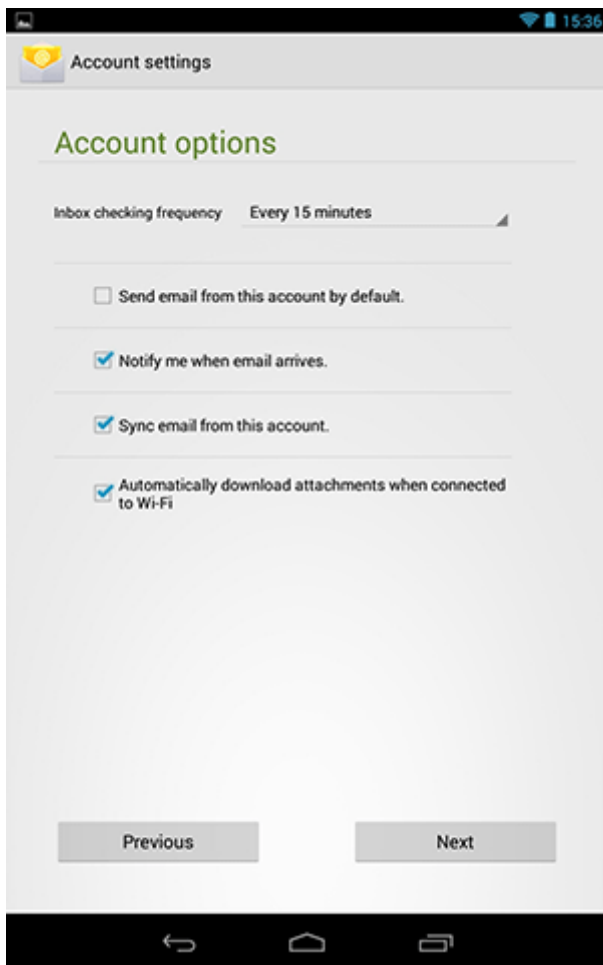 15:36
Account settings
Account options
Inbox checking frequency Every 15 minutes
Send email from this account by default.
Notify me when email arrives.
Sync email from this account.
Automatically download attachments when connected
to Wi-Fi
Previous Next